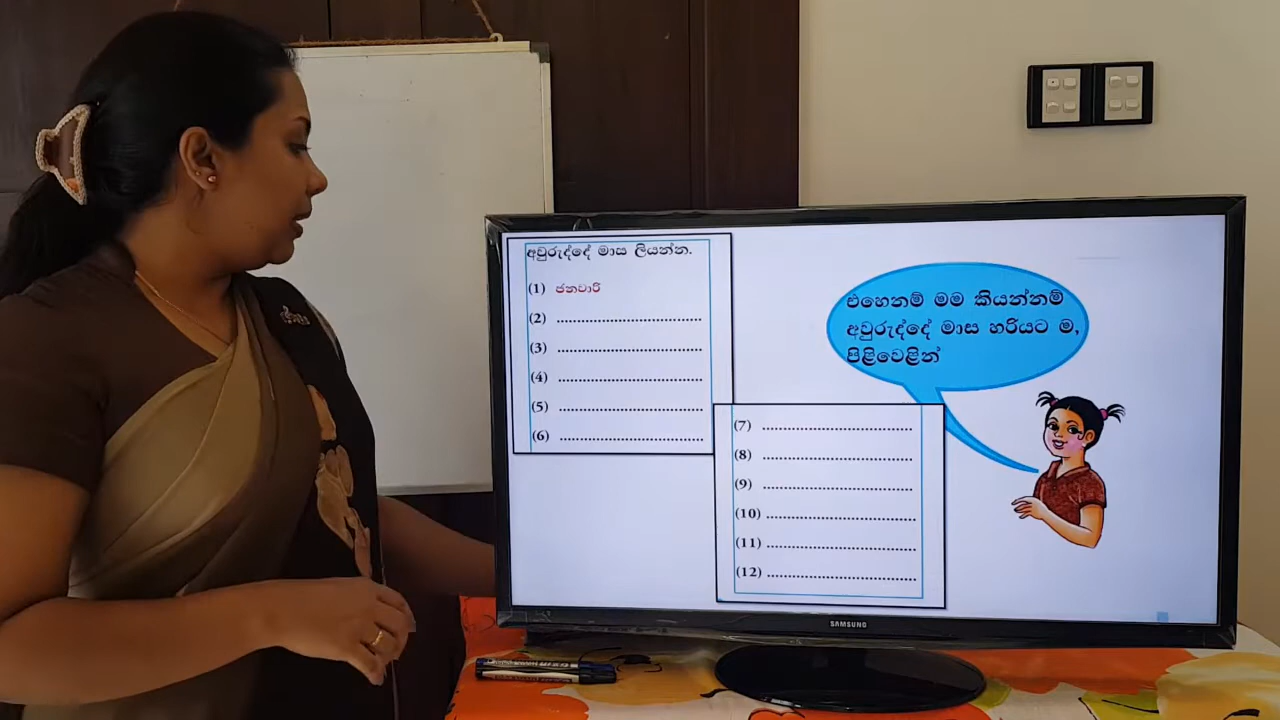 අවුරුද්දේ මාස ලියන්න.
(1) ජනවාරි
(2) ................................
(3) ................................
(4) ................................
(5) ................................
(6) ................................
(7) ................................
(8) ................................
(9) ................................
(10) ................................
(11) ................................
(12) ................................
එහෙනම් මම කියන්නම්
අවුරුද්දේ මාස හරියට ම,
පිළිවෙළින්
SAMSUNG